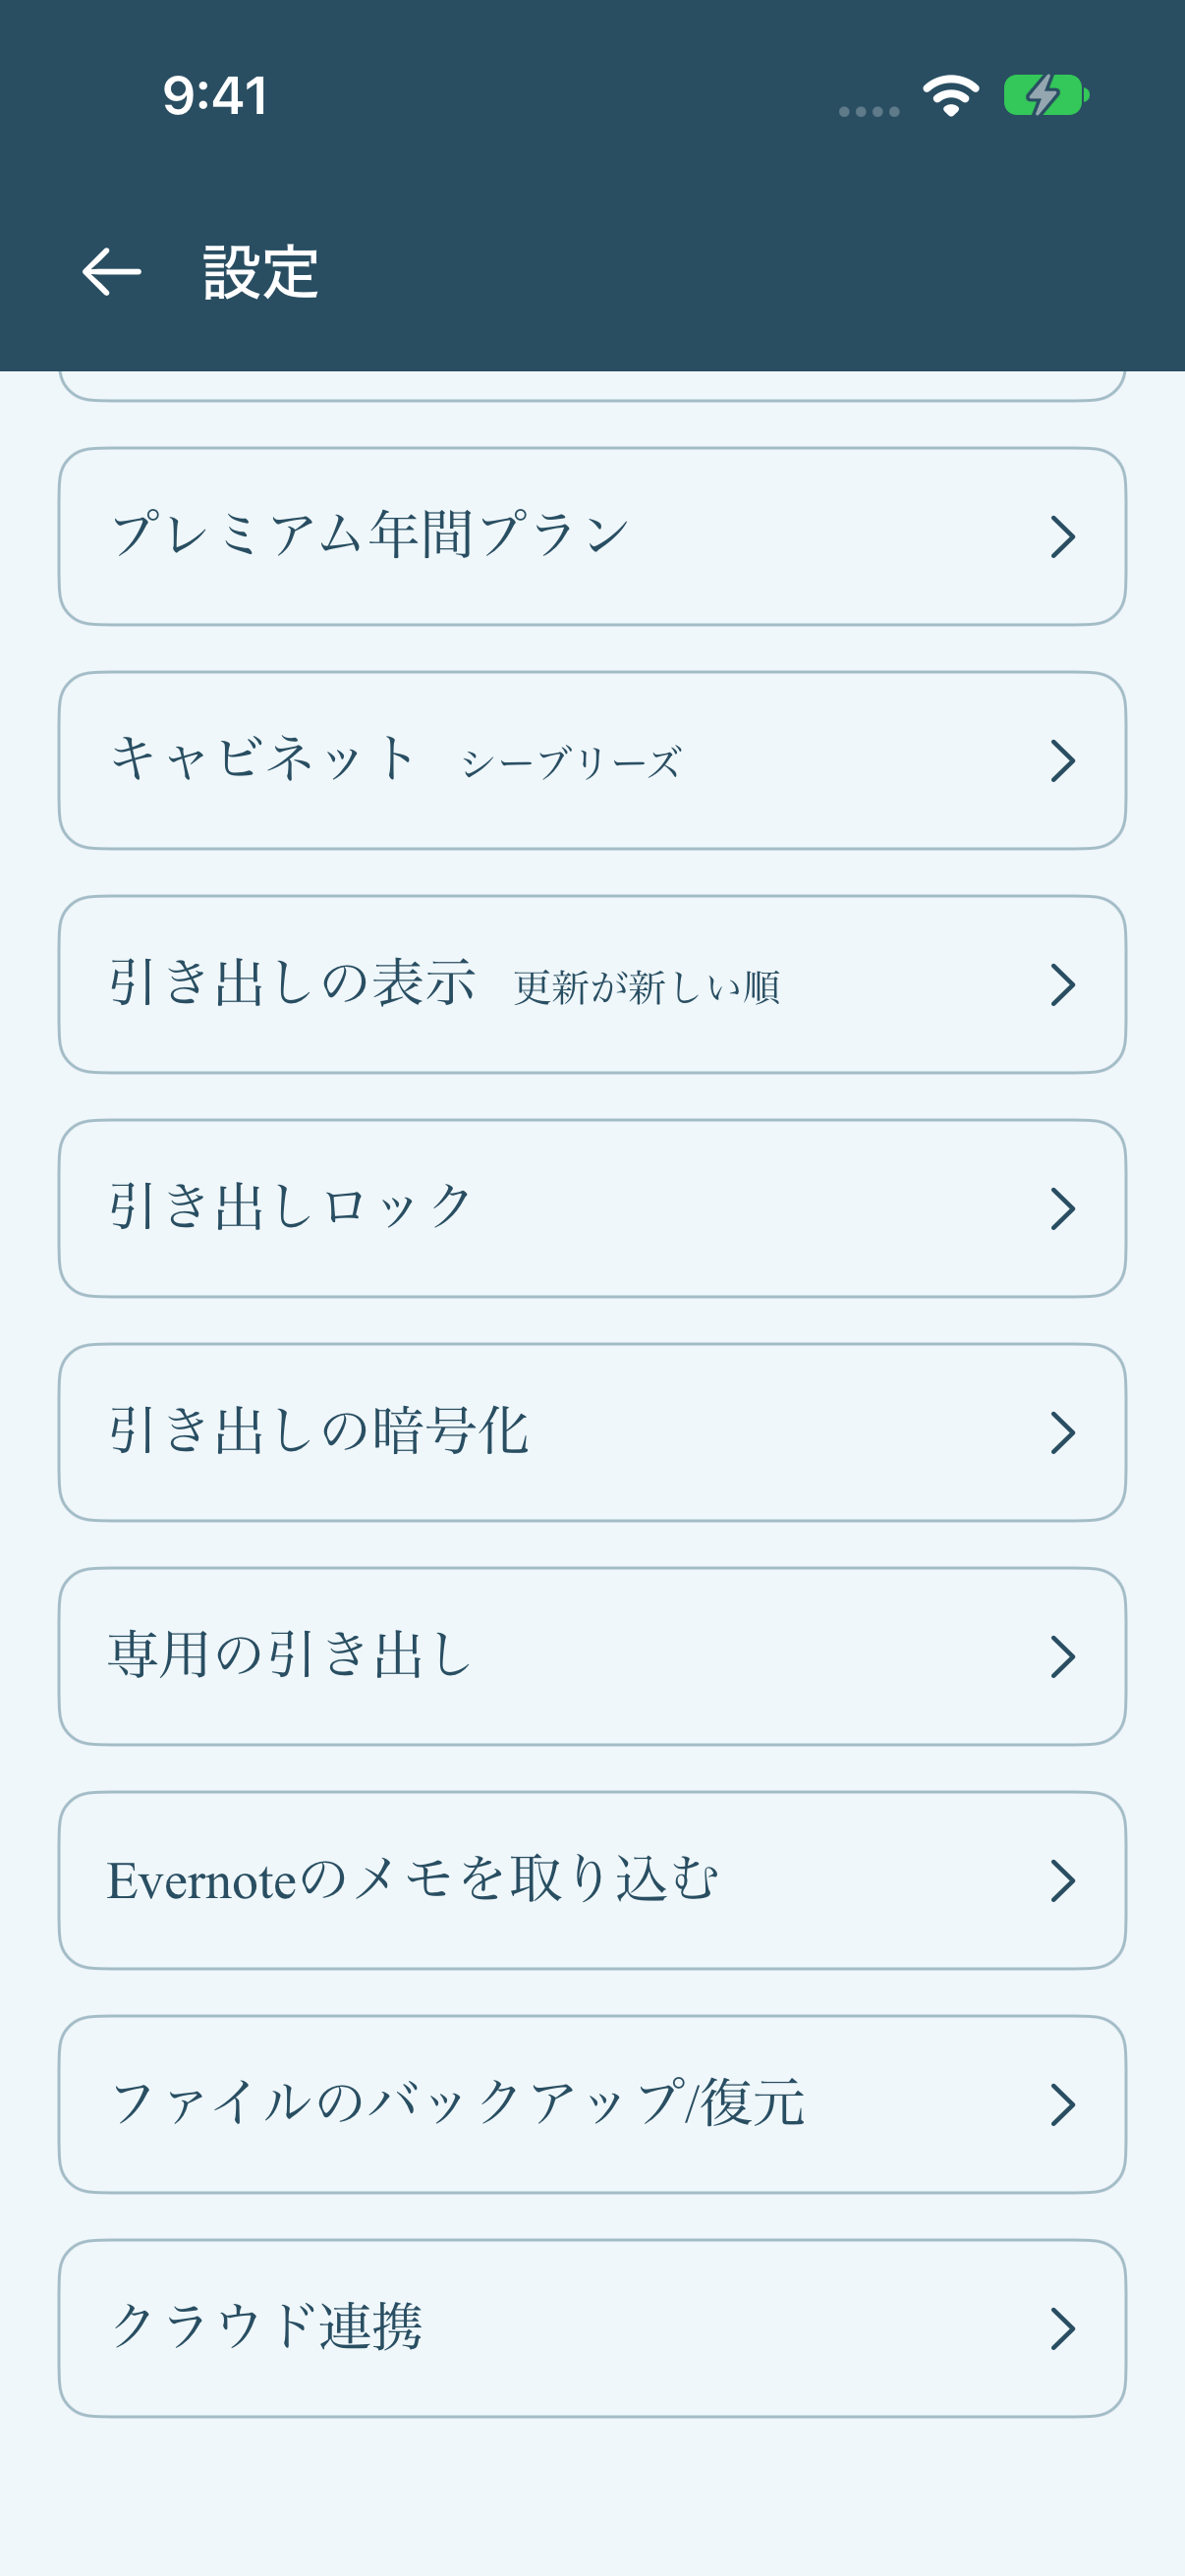 9:41
設定
プレミアム年間プラン
キャビネット シーブリーズ
引き出しの表示 更新が新しい順
引き出しロック
引き出しの暗号化
専用の引き出し
Evernoteのメモを取り込む
ファイルのバックアップ/復元
クラウド連携